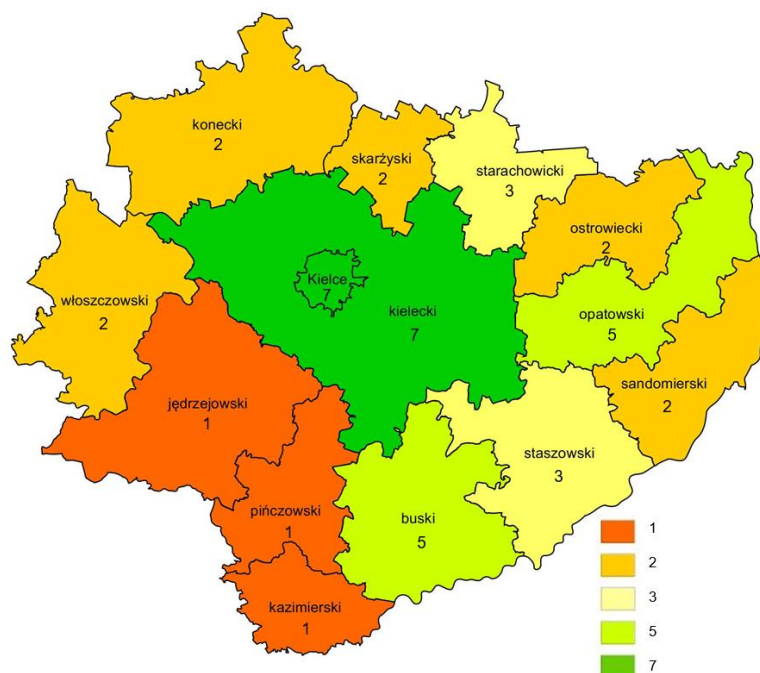 konecki
2
skarżyski
2
starachowicki
3
ostrowiecki
2
włoszczowski
2
Kielce
7
kielecki
7
opatowski
5
sandomierski
2
jędrzejowski
1
staszowski
3
pińczowski
1
buski
5
kazimierski
1
1
2
3
5
7